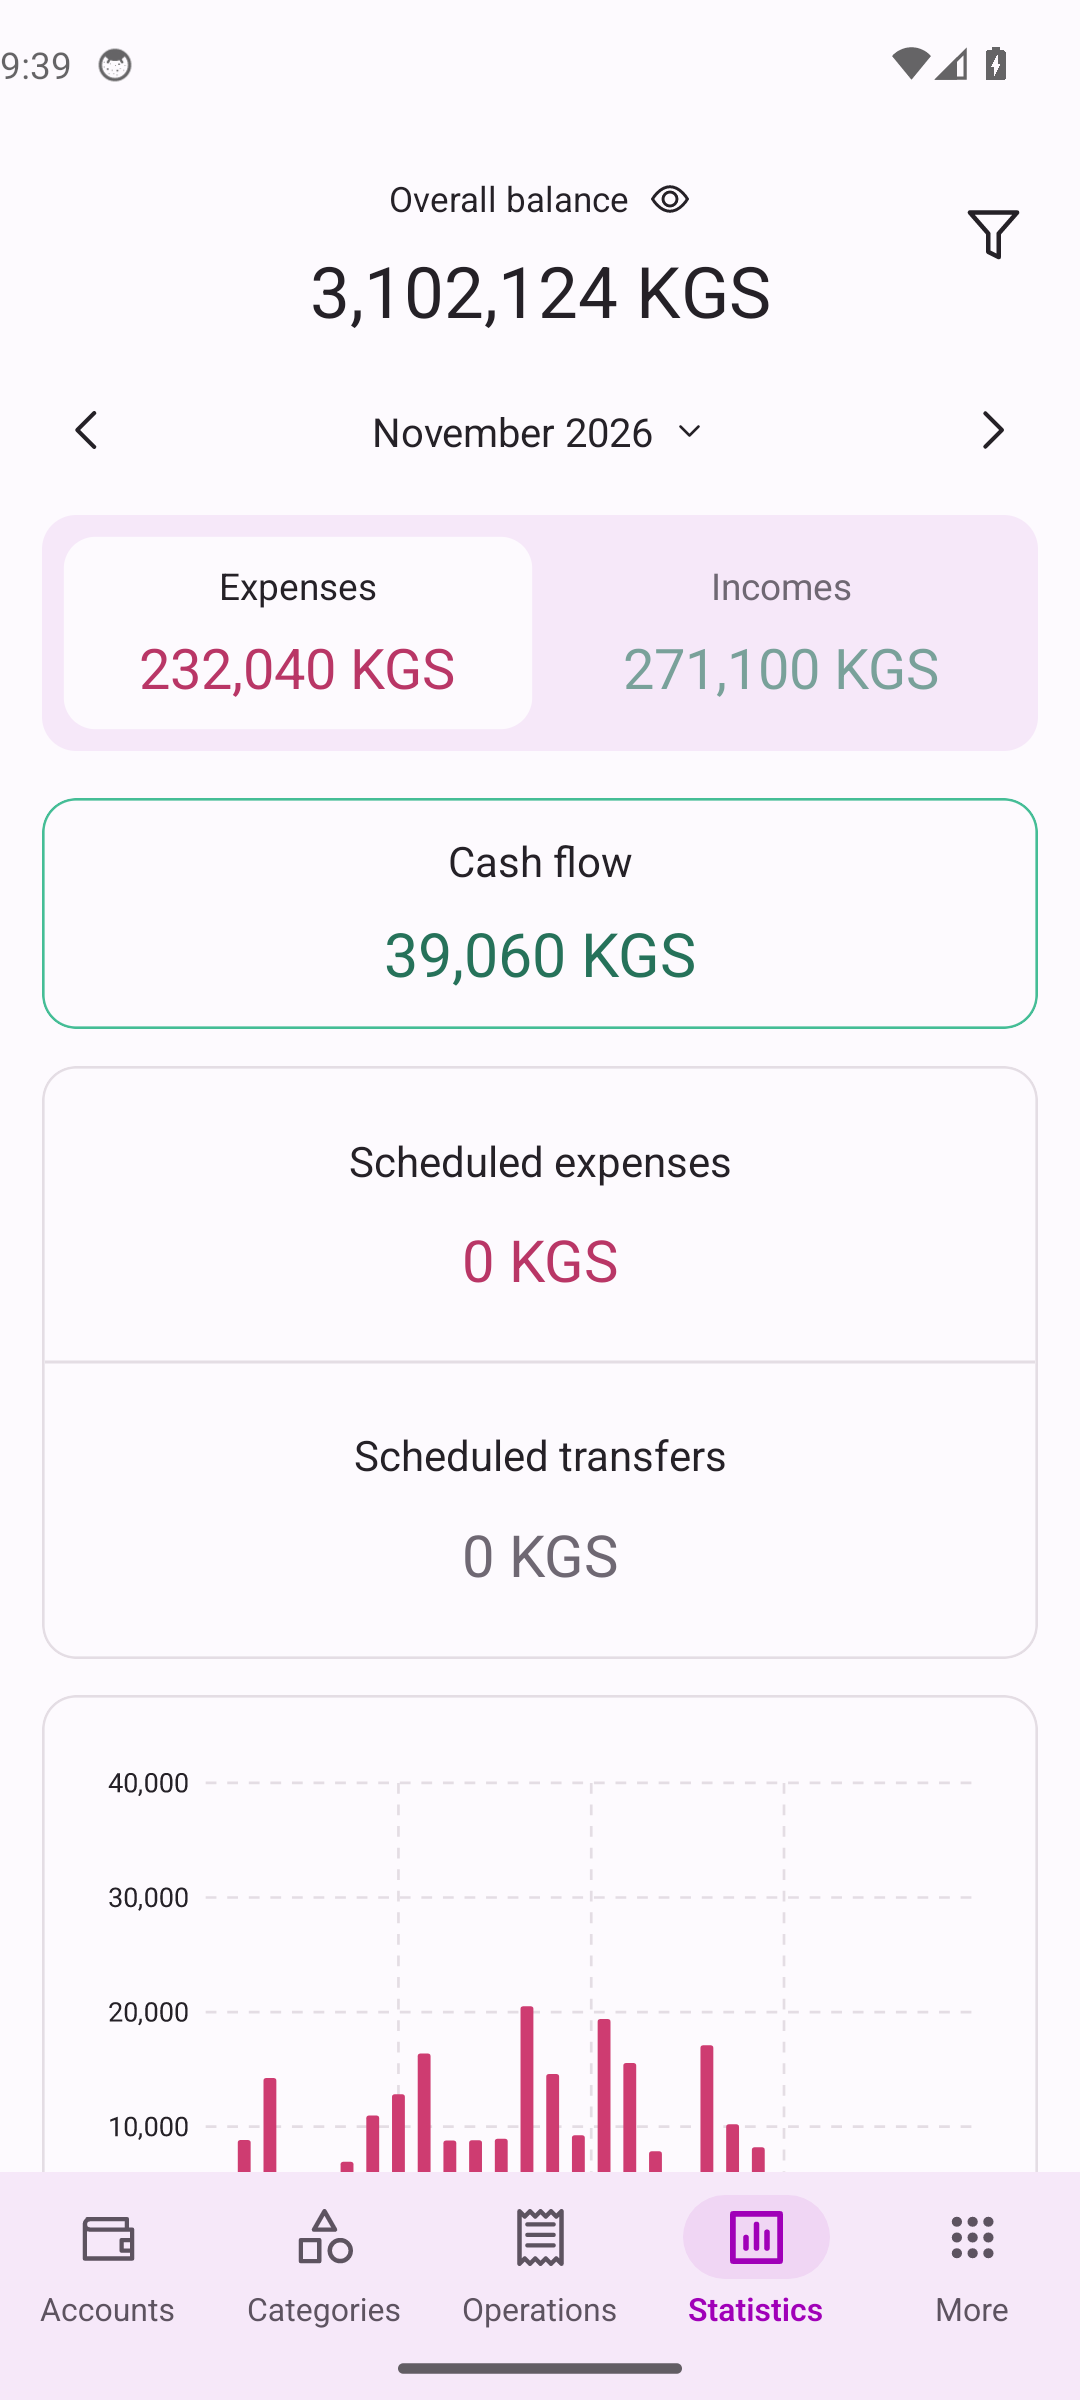 9:39
Overall balance
3,102,124 KGS
November 2026
Expenses
232,040 KGS
Incomes
271,100 KGS
Cash flow
39,060 KGS
Scheduled expenses
0 KGS
Scheduled transfers
0 KGS
40,000
30,000
20,000
10,000
Accounts
Categories
Operations
Statistics
More